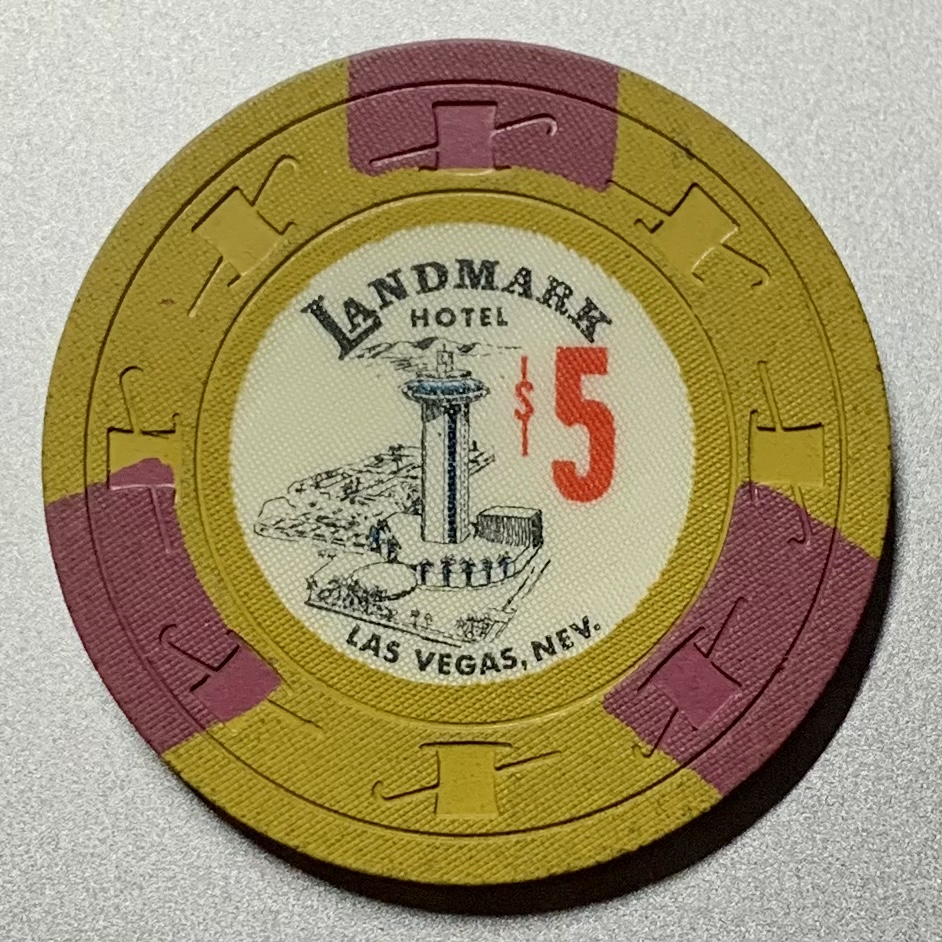 LANDMARK
HOTEL
$5
LAS VEGAS, NEV.